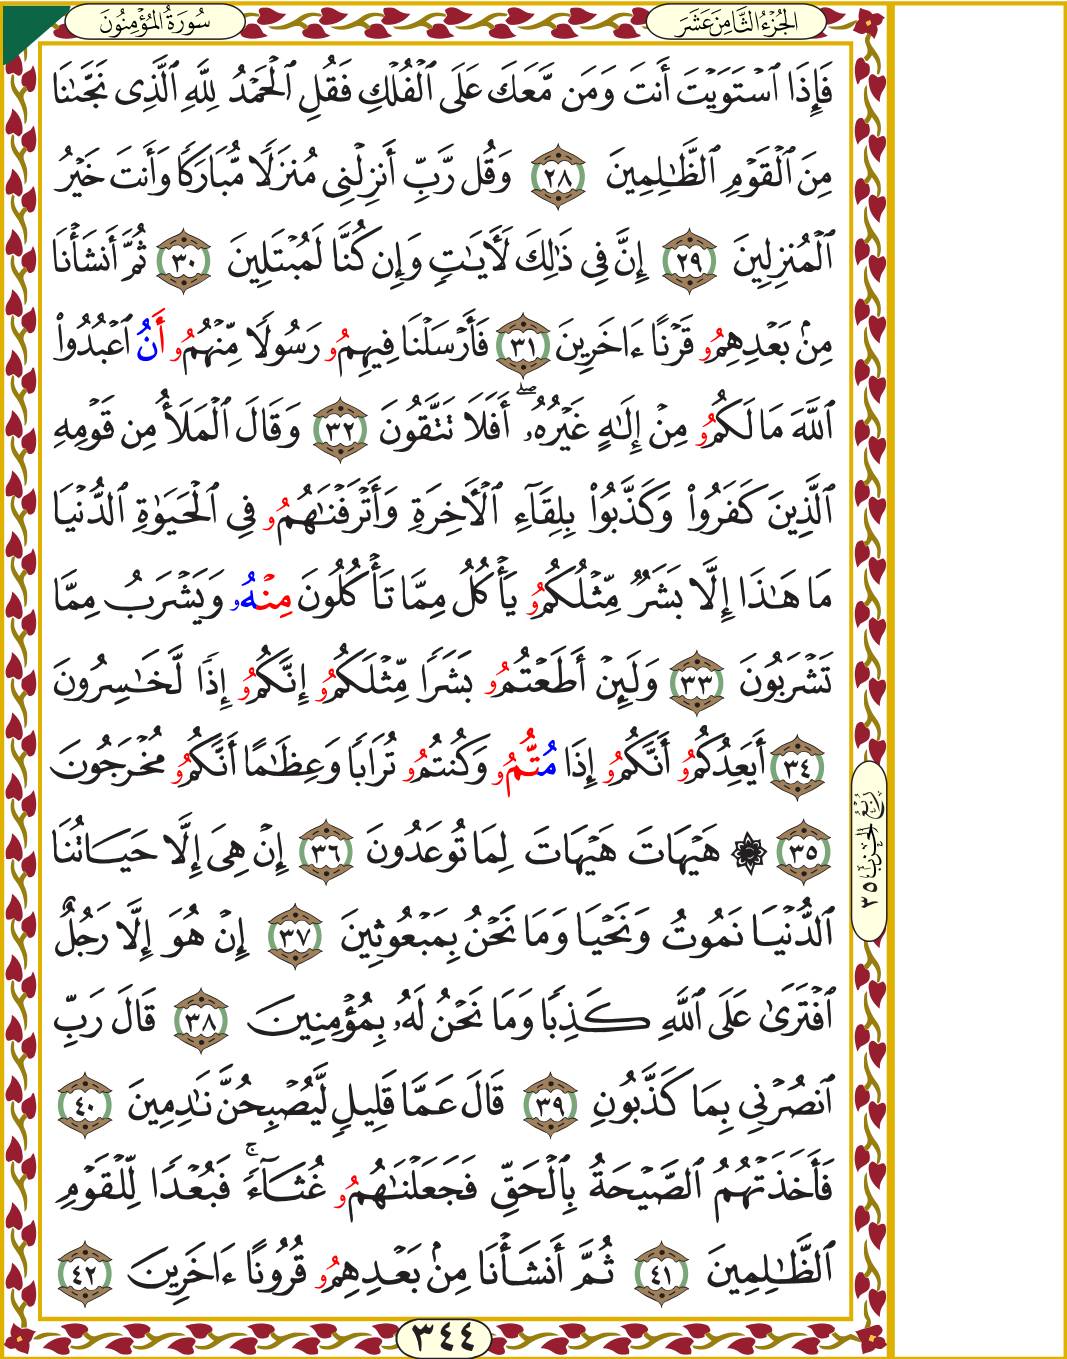 سُورَةُ المُؤْمِنُونَ
الجُزْءُ الثَّامِنَ عَشَرَ
فَإِذَا ٱسْتَوَيْتَ أَنتَ وَمَن مَّعَكَ عَلَى ٱلْفُلْكِ فَقُلِ ٱلْحَمْدُ لِلَّهِ ٱلَّذِى نَجَّىٰنَا
مِنَ ٱلْقَوْمِ ٱلظَّٰلِمِينَ ٢٨ وَقُل رَّبِّ أَنزِلْنِى مُنزَلًا مُّبَارَكًا وَأَنتَ خَيْرُ
ٱلْمُنزِلِينَ ٢٩ إِنَّ فِى ذَٰلِكَ لَأٓيَٰتٍ وَإِن كُنَّا لَمُبْتَلِينَ ٣٠ ثُمَّ أَنشَأْنَا
مِنۢ بَعْدِهِمُۥ قَرْنًا ءَاخَرِينَ ٣١ فَأَرْسَلْنَا فِيهِمُۥ رَسُولًا مِّنْهُمُۥ أَنُ ٱعْبُدُوا۟
ٱللَّهَ مَا لَكُمُۥ مِنْ إِلَٰهٍ غَيْرُهُۥٓۖ أَفَلَا تَتَّقُونَ ٣٢ وَقَالَ ٱلْمَلَأُ مِن قَوْمِهِ
ٱلَّذِينَ كَفَرُوا۟ وَكَذَّبُوا۟ بِلِقَآءِ ٱلْأَخِرَةِ وَأَتْرَفْنَٰهُمُۥ فِى ٱلْحَيَوٰةِ ٱلدُّنْيَا
مَا هَٰذَا إِلَّا بَشَرٌ مِّثْلُكُمُۥ يَأْكُلُ مِمَّا تَأْكُلُونَ مِنْهُۥ وَيَشْرَبُ مِمَّا
تَشْرَبُونَ ٣٣ وَلَئِنْ أَطَعْتُمُۥ بَشَرًا مِّثْلَكُمُۥ إِنَّكُمُۥ إِذًا لَّخَٰسِرُونَ
٣٤ أَيَعِدُكُمُۥ أَنَّكُمُۥ إِذَا مُتُّمُۥ وَكُنتُمُۥ تُرَابًا وَعِظَٰمًا أَنَّكُمُۥ مُخْرَجُونَ
٣٥ ۞ هَيْهَاتَ هَيْهَاتَ لِمَا تُوعَدُونَ ٣٦ إِنْ هِىَ إِلَّا حَيَاتُنَا
ٱلدُّنْيَا نَمُوتُ وَنَحْيَا وَمَا نَحْنُ بِمَبْعُوثِينَ ٣٧ إِنْ هُوَ إِلَّا رَجُلٌ
ٱفْتَرَىٰ عَلَى ٱللَّهِ كَذِبًا وَمَا نَحْنُ لَهُۥ بِمُؤْمِنِينَ ٣٨ قَالَ رَبِّ
ٱنصُرْنِى بِمَا كَذَّبُونِ ٣٩ قَالَ عَمَّا قَلِيلٍ لَّيُصْبِحُنَّ نَٰدِمِينَ ٤٠
فَأَخَذَتْهُمُ ٱلصَّيْحَةُ بِٱلْحَقِّ فَجَعَلْنَٰهُمُۥ غُثَآءًۚ فَبُعْدًا لِّلْقَوْمِ
ٱلظَّٰلِمِينَ ٤١ ثُمَّ أَنشَأْنَا مِنۢ بَعْدِهِمُۥ قُرُونًا ءَاخَرِينَ ٤٢
رُبْعُ الحِزْبِ ٣٥
٣٤٤